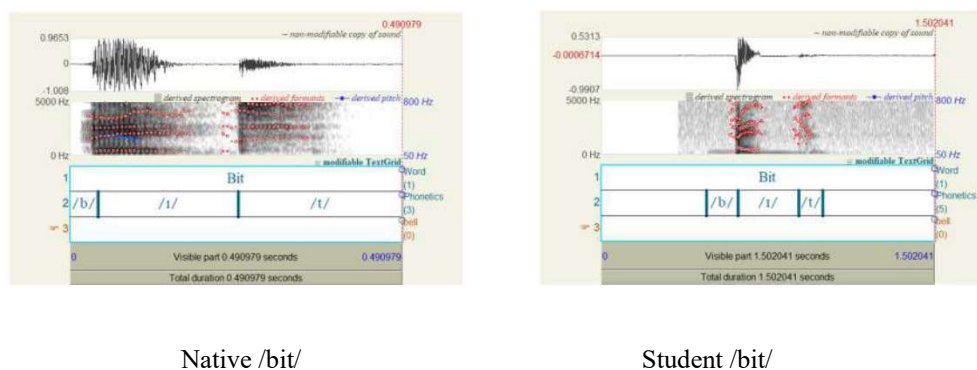 0.490979
0.9653
~ non-modifiable copy of sound
0
-1.008
derived spectrogram derived formants derived pitch
5000 Hz
800 Hz
0 Hz
50 Hz
modifiable TextGrid
1 Bit Word
(1)
2 /b/ /ɪ/ /t/ Phonetics
(3)
3 bell
(0)
0 Visible part 0.490979 seconds 0.490979
Total duration 0.490979 seconds
Native /bit/
1.502041
0.5313
~ non-modifiable copy of sound
-0.0006714
-0.9907
derived spectrogram derived formants derived pitch
5000 Hz
800 Hz
0 Hz
50 Hz
modifiable TextGrid
1 Bit Word
(1)
2 /b/ /ɪ/ /t/ Phonetics
(5)
3 bell
(0)
0 Visible part 1.502041 seconds 1.502041
Total duration 1.502041 seconds
Student /bit/